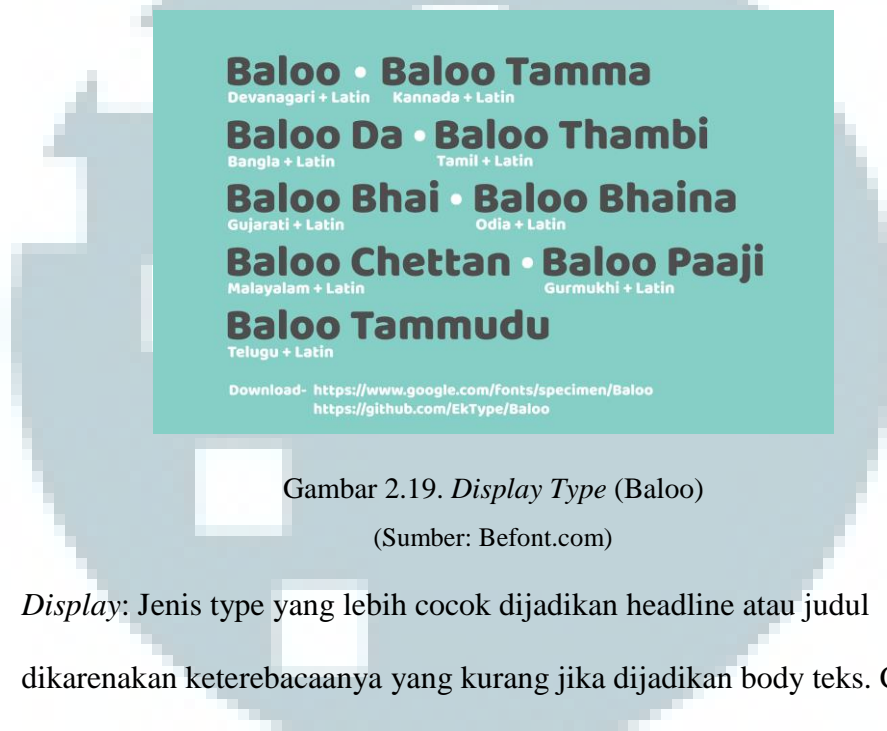 Baloo • Baloo Tamma
Devanagari + Latin Kannada + Latin
Baloo Da • Baloo Thambi
Bangla + Latin Tamil + Latin
Baloo Bhai • Baloo Bhaina
Gujarati + Latin Odia + Latin
Baloo Chettan • Baloo Paaji
Malayalam + Latin Gurmukhi + Latin
Baloo Tammudu
Telugu + Latin
Download- https://www.google.com/fonts/specimen/Baloo
https://github.com/EkType/Baloo
Gambar 2.19. Display Type (Baloo)
(Sumber: Befont.com)
Display: Jenis type yang lebih cocok dijadikan headline atau judul
dikarenakan keterebacaanya yang kurang jika dijadikan body teks.